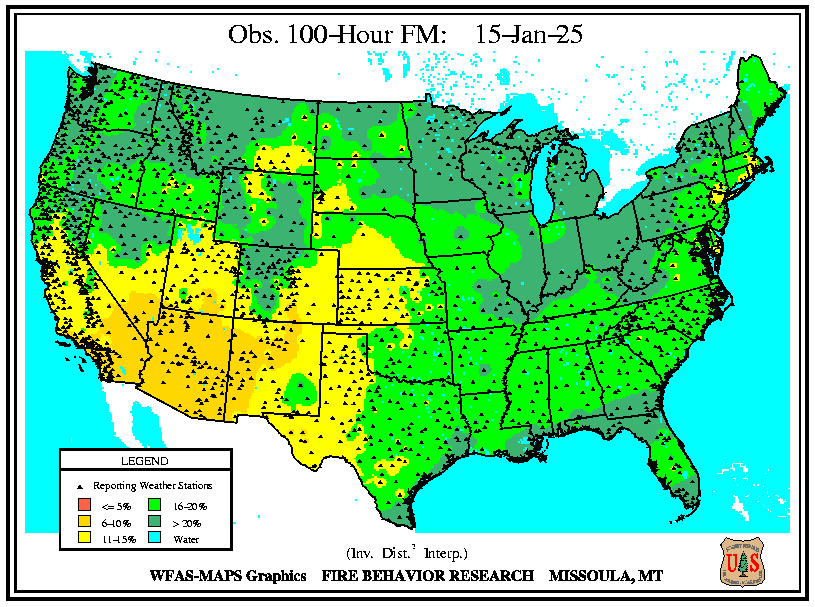 Obs. 100-Hour FM: 15-Jan-25
LEGEND
Reporting Weather Stations
<= 5% 16-20%
6-10% > 20%
11-15% Water
(Inv. Dist.² Interp.)
WFAS-MAPS Graphics FIRE BEHAVIOR RESEARCH MISSOULA, MT
U S